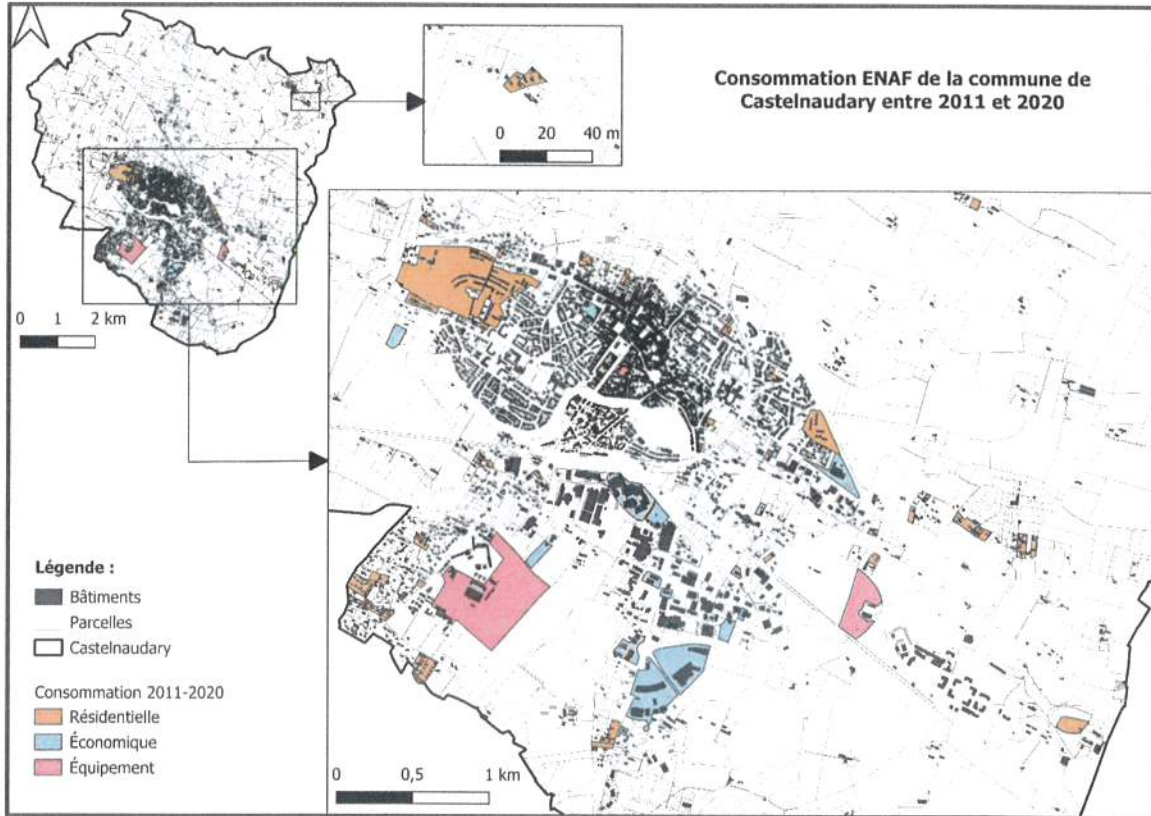 Consommation ENAF de la commune de
Castelnaudary entre 2011 et 2020
0 20 40 m
0 1 2 km
Légende :
Bâtiments
Parcelles
Castelnaudary
Consommation 2011-2020
Résidentielle
Économique
Équipement
0 0,5 1 km